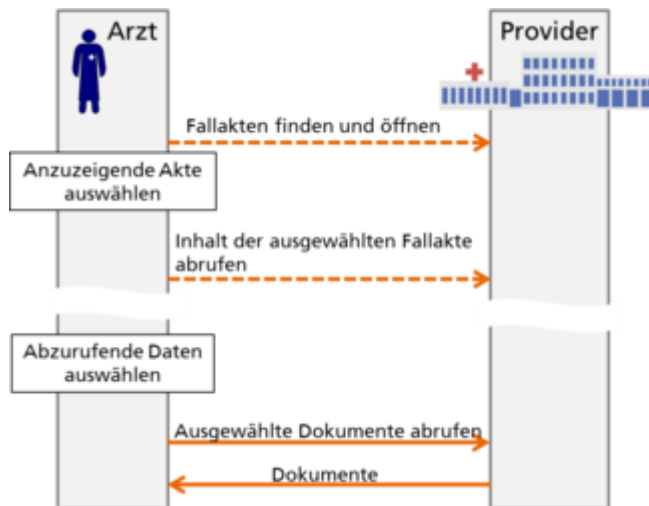 Arzt
Provider
Fallakten finden und öffnen
Anzuzeigende Akte
auswählen
Inhalt der ausgewählten Fallakte
abrufen
Abzurufende Daten
auswählen
Ausgewählte Dokumente abrufen
Dokumente